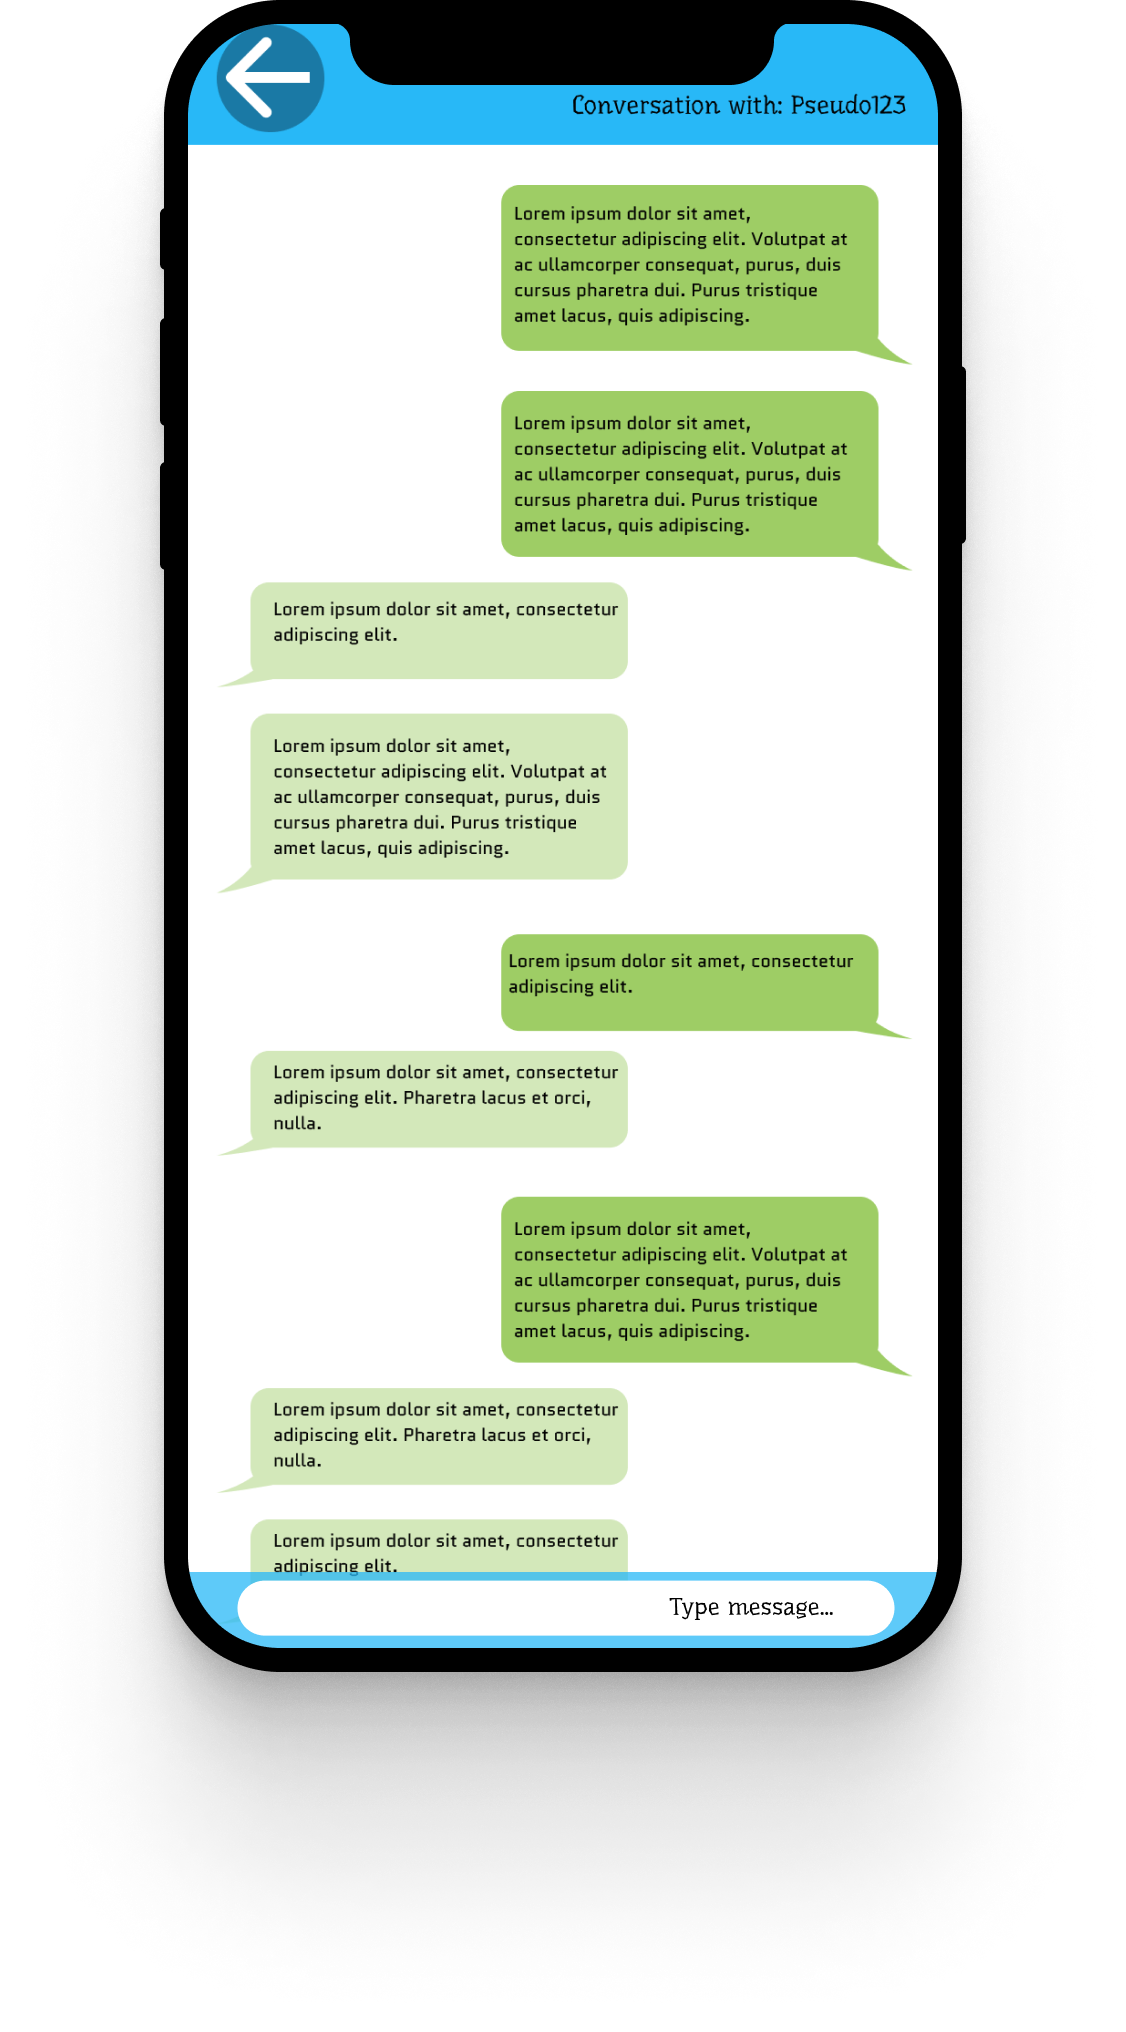 Conversation with: Pseudo123
Lorem ipsum dolor sit amet,
consectetur adipiscing elit. Volutpat at
ac ullamcorper consequat, purus, duis
cursus pharetra dui. Purus tristique
amet lacus, quis adipiscing.
Lorem ipsum dolor sit amet,
consectetur adipiscing elit. Volutpat at
ac ullamcorper consequat, purus, duis
cursus pharetra dui. Purus tristique
amet lacus, quis adipiscing.
Lorem ipsum dolor sit amet, consectetur
adipiscing elit.
Lorem ipsum dolor sit amet,
consectetur adipiscing elit. Volutpat at
ac ullamcorper consequat, purus, duis
cursus pharetra dui. Purus tristique
amet lacus, quis adipiscing.
Lorem ipsum dolor sit amet, consectetur
adipiscing elit.
Lorem ipsum dolor sit amet, consectetur
adipiscing elit. Pharetra lacus et orci,
nulla.
Lorem ipsum dolor sit amet,
consectetur adipiscing elit. Volutpat at
ac ullamcorper consequat, purus, duis
cursus pharetra dui. Purus tristique
amet lacus, quis adipiscing.
Lorem ipsum dolor sit amet, consectetur
adipiscing elit. Pharetra lacus et orci,
nulla.
Lorem ipsum dolor sit amet, consectetur
adipiscing elit.
Type message...